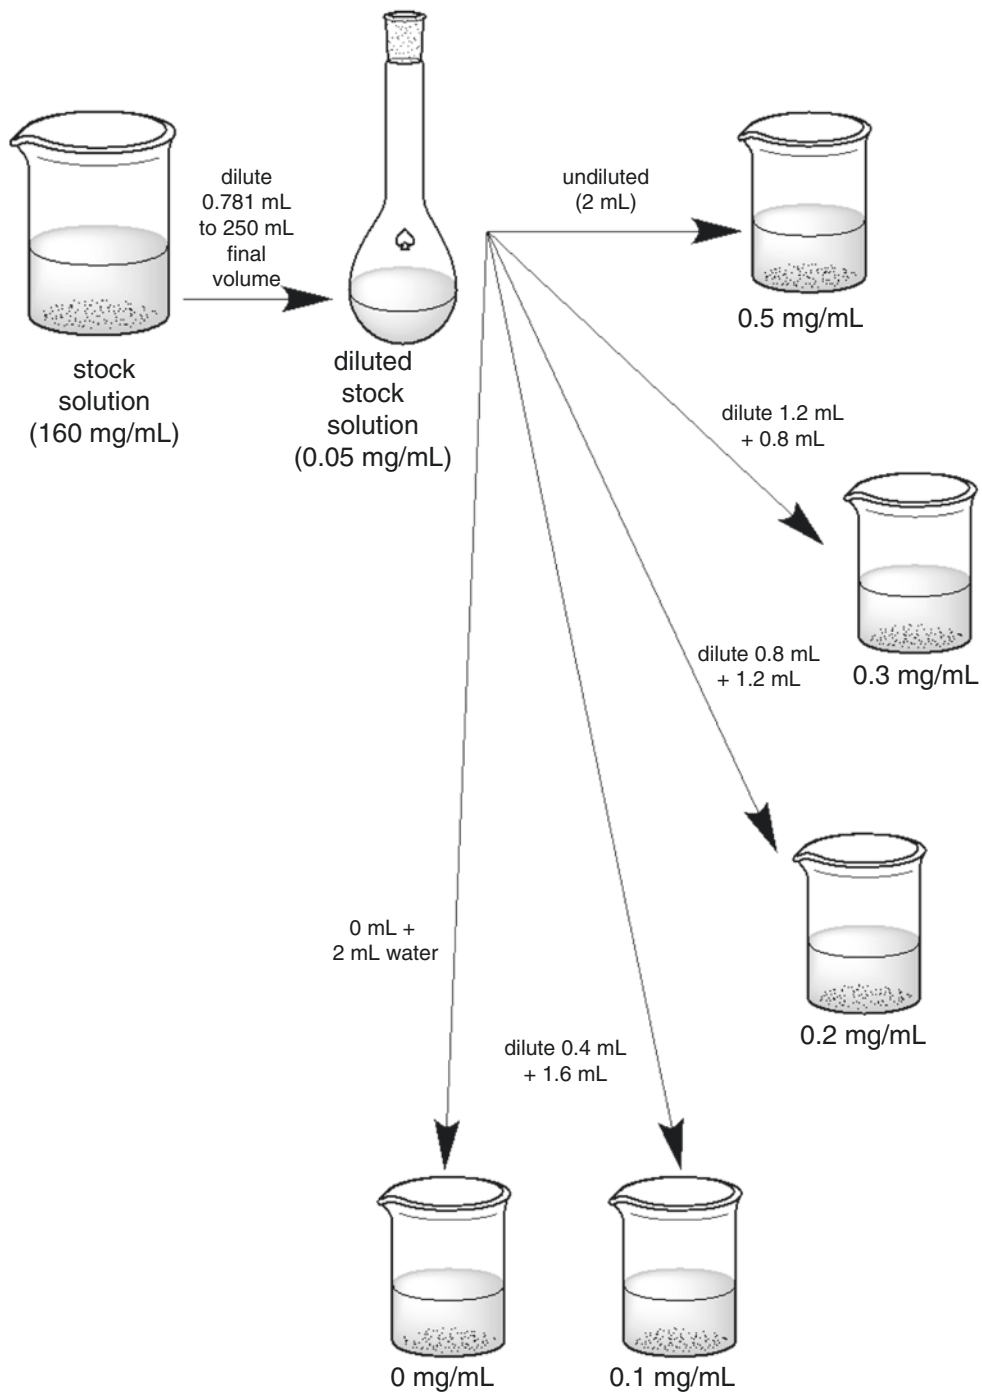 dilute
0.781 mL
to 250 mL
final
volume
stock
solution
(160 mg/mL)
diluted
stock
solution
(0.05 mg/mL)
undiluted
(2 mL)
0.5 mg/mL
dilute 1.2 mL
+ 0.8 mL
0.3 mg/mL
dilute 0.8 mL
+ 1.2 mL
0.2 mg/mL
0 mL +
2 mL water
dilute 0.4 mL
+ 1.6 mL
0 mg/mL
0.1 mg/mL